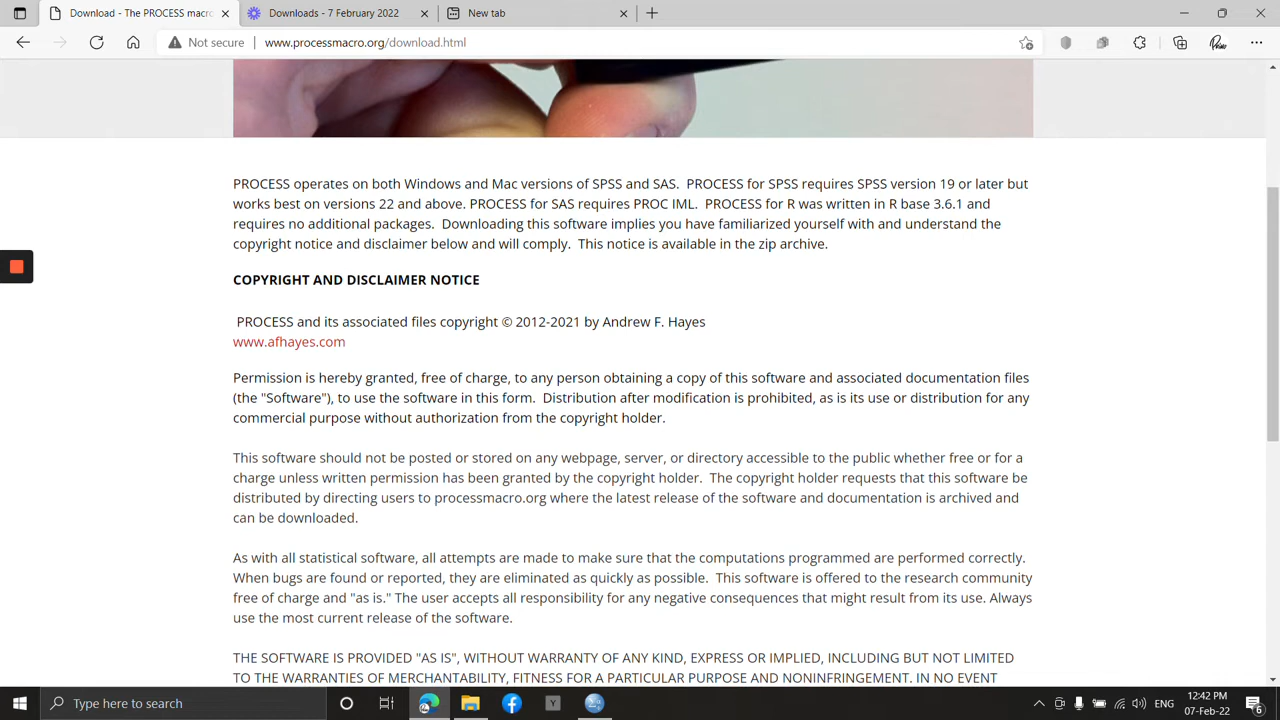 Download - The PROCESS macro
Downloads - 7 February 2022
New tab
Not secure
www.processmacro.org/download.html
PROCESS operates on both Windows and Mac versions of SPSS and SAS.  PROCESS for SPSS requires SPSS version 19 or later but
works best on versions 22 and above. PROCESS for SAS requires PROC IML.  PROCESS for R was written in R base 3.6.1 and
requires no additional packages.  Downloading this software implies you have familiarized yourself with and understand the
copyright notice and disclaimer below and will comply.  This notice is available in the zip archive.
COPYRIGHT AND DISCLAIMER NOTICE
PROCESS and its associated files copyright © 2012-2021 by Andrew F. Hayes
www.afhayes.com
Permission is hereby granted, free of charge, to any person obtaining a copy of this software and associated documentation files
(the "Software"), to use the software in this form.  Distribution after modification is prohibited, as is its use or distribution for any
commercial purpose without authorization from the copyright holder.
This software should not be posted or stored on any webpage, server, or directory accessible to the public whether free or for a
charge unless written permission has been granted by the copyright holder.  The copyright holder requests that this software be
distributed by directing users to processmacro.org where the latest release of the software and documentation is archived and
can be downloaded.
As with all statistical software, all attempts are made to make sure that the computations programmed are performed correctly.
When bugs are found or reported, they are eliminated as quickly as possible.  This software is offered to the research community
free of charge and "as is." The user accepts all responsibility for any negative consequences that might result from its use. Always
use the most current release of the software.
THE SOFTWARE IS PROVIDED "AS IS", WITHOUT WARRANTY OF ANY KIND, EXPRESS OR IMPLIED, INCLUDING BUT NOT LIMITED
TO THE WARRANTIES OF MERCHANTABILITY, FITNESS FOR A PARTICULAR PURPOSE AND NONINFRINGEMENT. IN NO EVENT
Type here to search
Y
ENG
12:42 PM
07-Feb-22
6